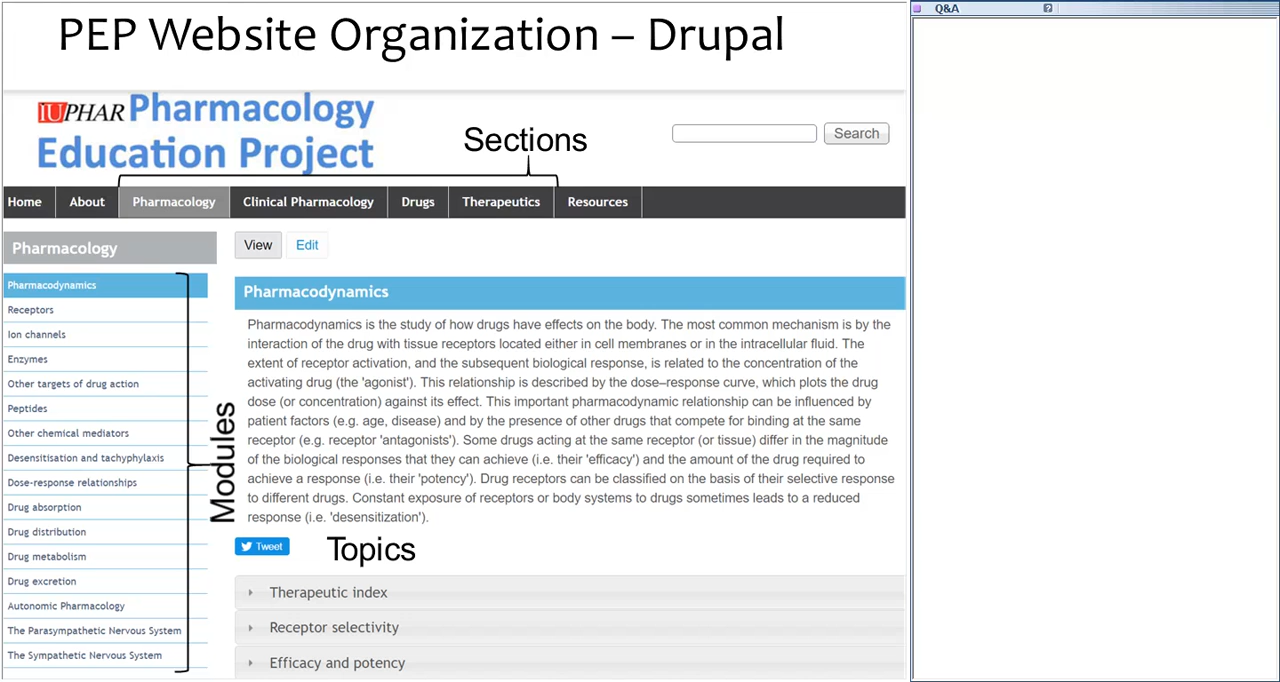 PEP Website Organization – Drupal
Q&A
IUPHAR Pharmacology
Education Project
Sections
Search
Home About Pharmacology Clinical Pharmacology Drugs Therapeutics Resources
Pharmacology
Pharmacodynamics
Receptors
Ion channels
Enzymes
Other targets of drug action
Peptides
Other chemical mediators
Desensitisation and tachyphylaxis
Dose-response relationships
Drug absorption
Drug distribution
Drug metabolism
Drug excretion
Autonomic Pharmacology
The Parasympathetic Nervous System
The Sympathetic Nervous System
Modules
View Edit
Pharmacodynamics
Pharmacodynamics is the study of how drugs have effects on the body. The most common mechanism is by the
interaction of the drug with tissue receptors located either in cell membranes or in the intracellular fluid. The
extent of receptor activation, and the subsequent biological response, is related to the concentration of the
activating drug (the 'agonist'). This relationship is described by the dose–response curve, which plots the drug
dose (or concentration) against its effect. This important pharmacodynamic relationship can be influenced by
patient factors (e.g. age, disease) and by the presence of other drugs that compete for binding at the same
receptor (e.g. receptor 'antagonists'). Some drugs acting at the same receptor (or tissue) differ in the magnitude
of the biological responses that they can achieve (i.e. their 'efficacy') and the amount of the drug required to
achieve a response (i.e. their 'potency'). Drug receptors can be classified on the basis of their selective response
to different drugs. Constant exposure of receptors or body systems to drugs sometimes leads to a reduced
response (i.e. 'desensitization').
Tweet
Topics
Therapeutic index
Receptor selectivity
Efficacy and potency